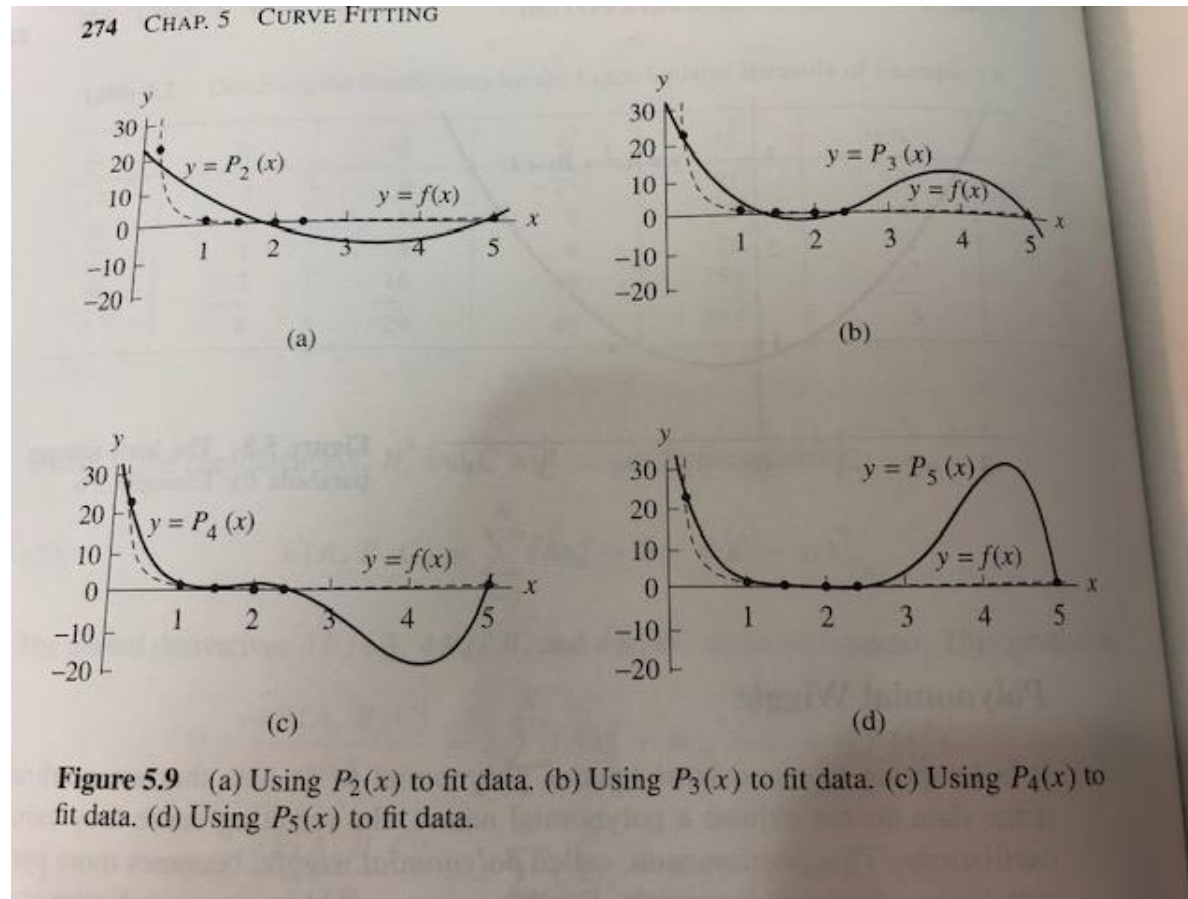 274 CHAP. 5 CURVE FITTING
y
30
20
10
0
−10
−20
y = P2 (x)
y = f(x)
1 2 3 4 5
x
(a)
y
30
20
10
0
−10
−20
y = P3 (x)
y = f(x)
1 2 3 4 5
x
(b)
y
30
20
10
0
−10
−20
y = P4 (x)
y = f(x)
1 2 3 4 5
x
(c)
y
30
20
10
0
−10
−20
y = P5 (x)
y = f(x)
1 2 3 4 5
x
(d)
Figure 5.9 (a) Using P2(x) to fit data. (b) Using P3(x) to fit data. (c) Using P4(x) to
fit data. (d) Using P5(x) to fit data.